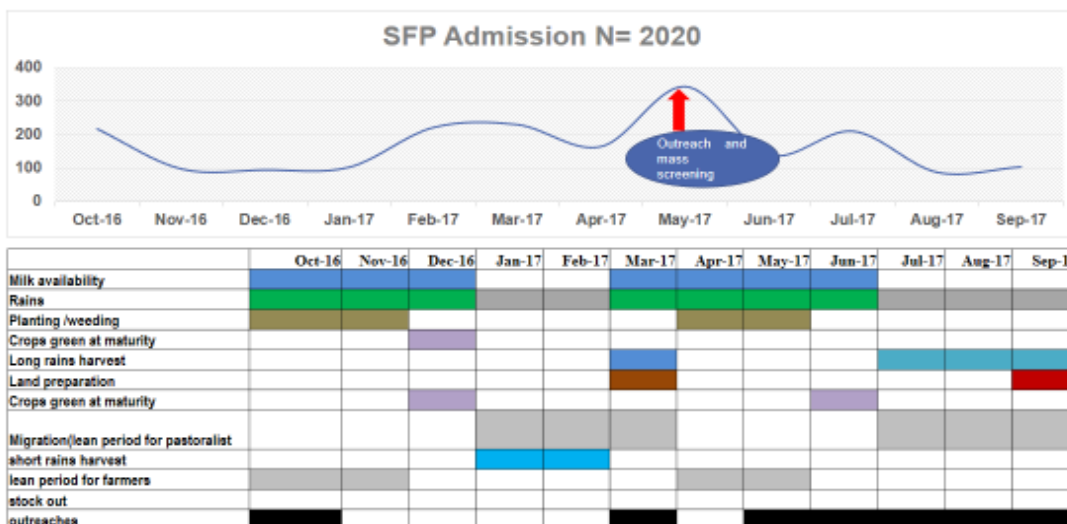 SFP Admission N= 2020
400
300
200
100
0
Outreach and
mass
screening
Oct-16 Nov-16 Dec-16 Jan-17 Feb-17 Mar-17 Apr-17 May-17 Jun-17 Jul-17 Aug-17 Sep-17
Oct-16 Nov-16 Dec-16 Jan-17 Feb-17 Mar-17 Apr-17 May-17 Jun-17 Jul-17 Aug-17 Sep-1
Milk availability
Rains
Planting /weeding
Crops green at maturity
Long rains harvest
Land preparation
Crops green at maturity
Migration(lean period for pastoralist
short rains harvest
lean period for farmers
stock out
outreaches